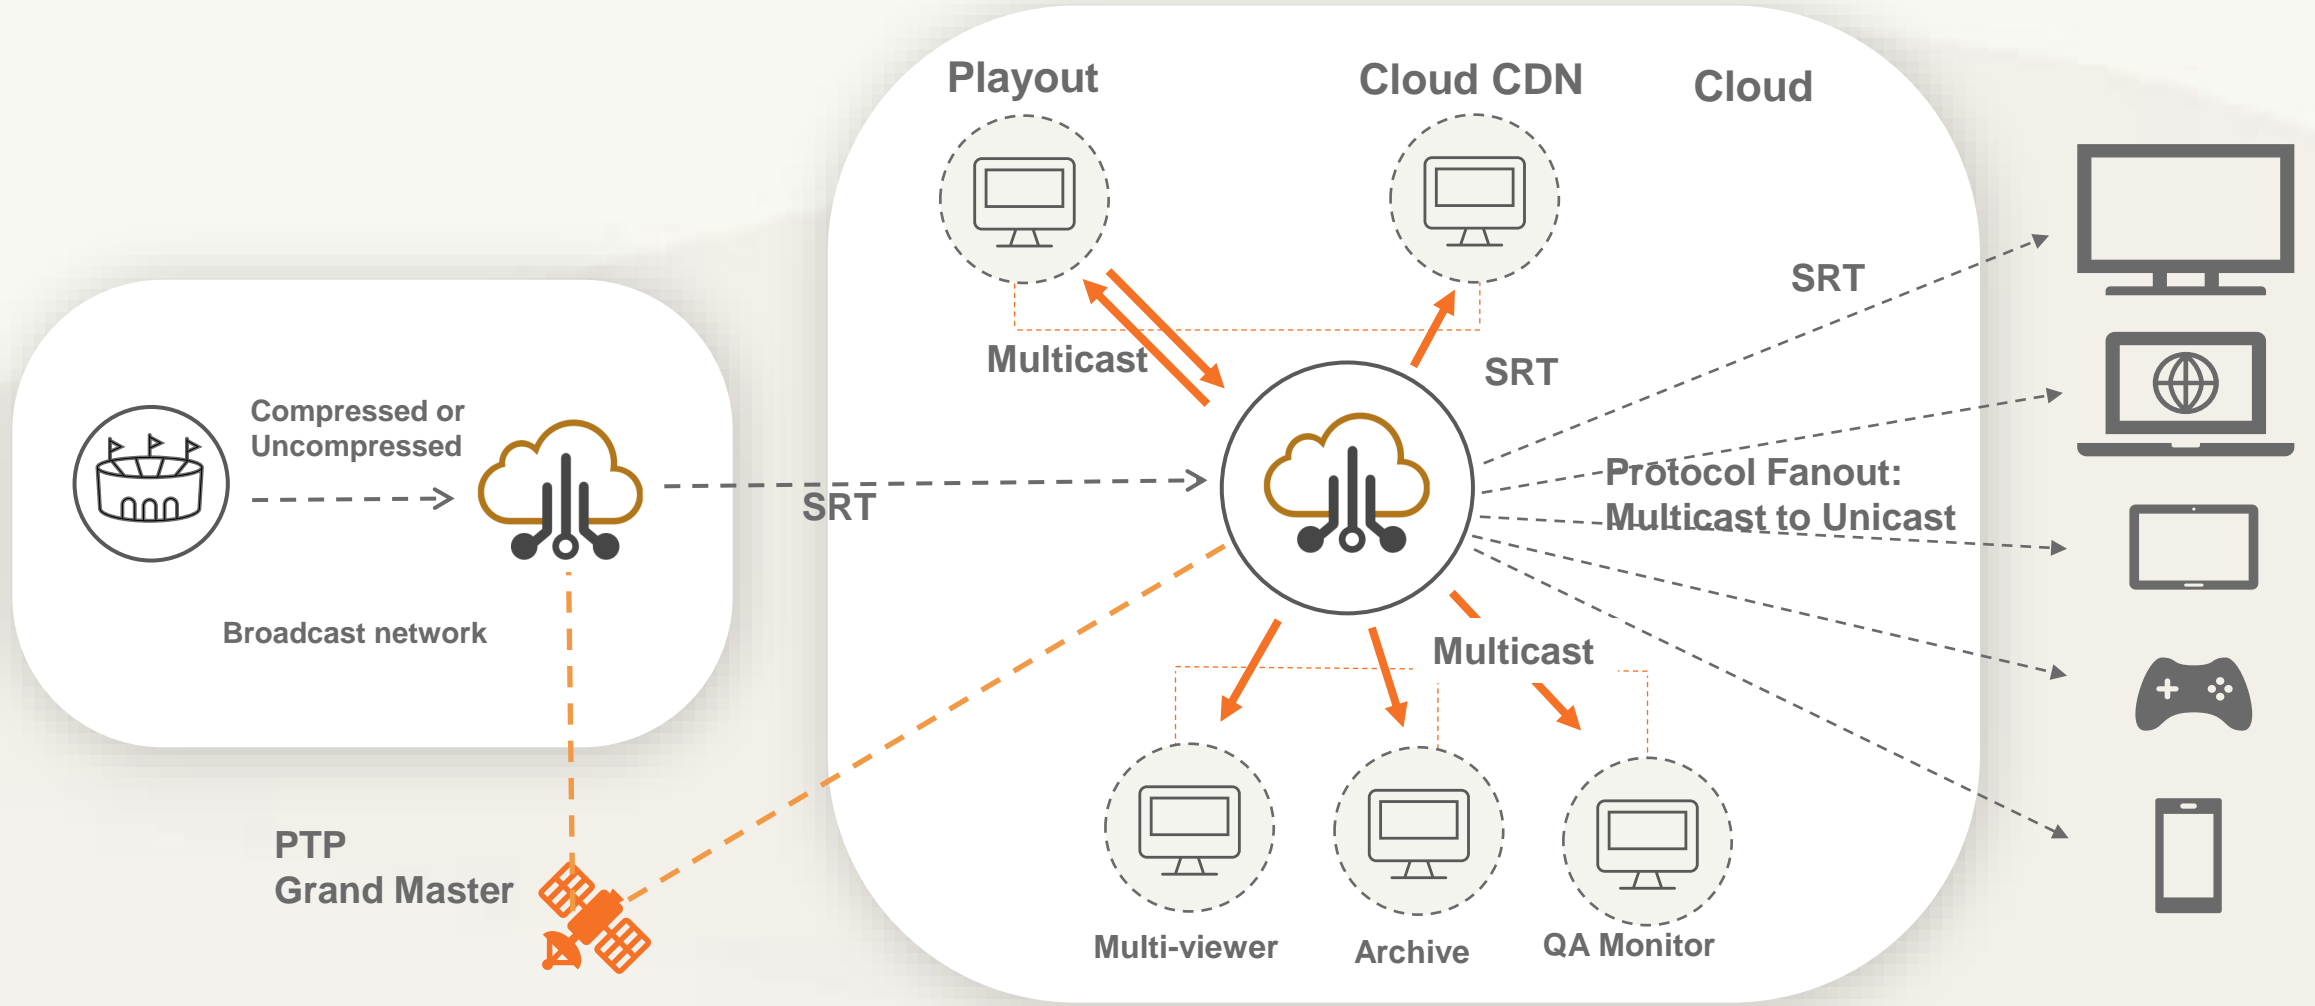 Playout
Cloud CDN
Cloud
SRT
Multicast
SRT
Compressed or
Uncompressed
SRT
Protocol Fanout:
Multicast to Unicast
Broadcast network
Multicast
PTP
Grand Master
Multi-viewer
Archive
QA Monitor